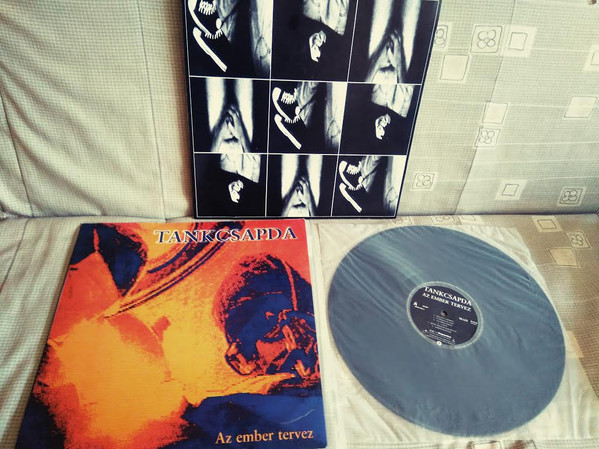 TANKCSAPDA
Az ember tervez
TANKCSAPDA
AZ EMBER TERVEZ